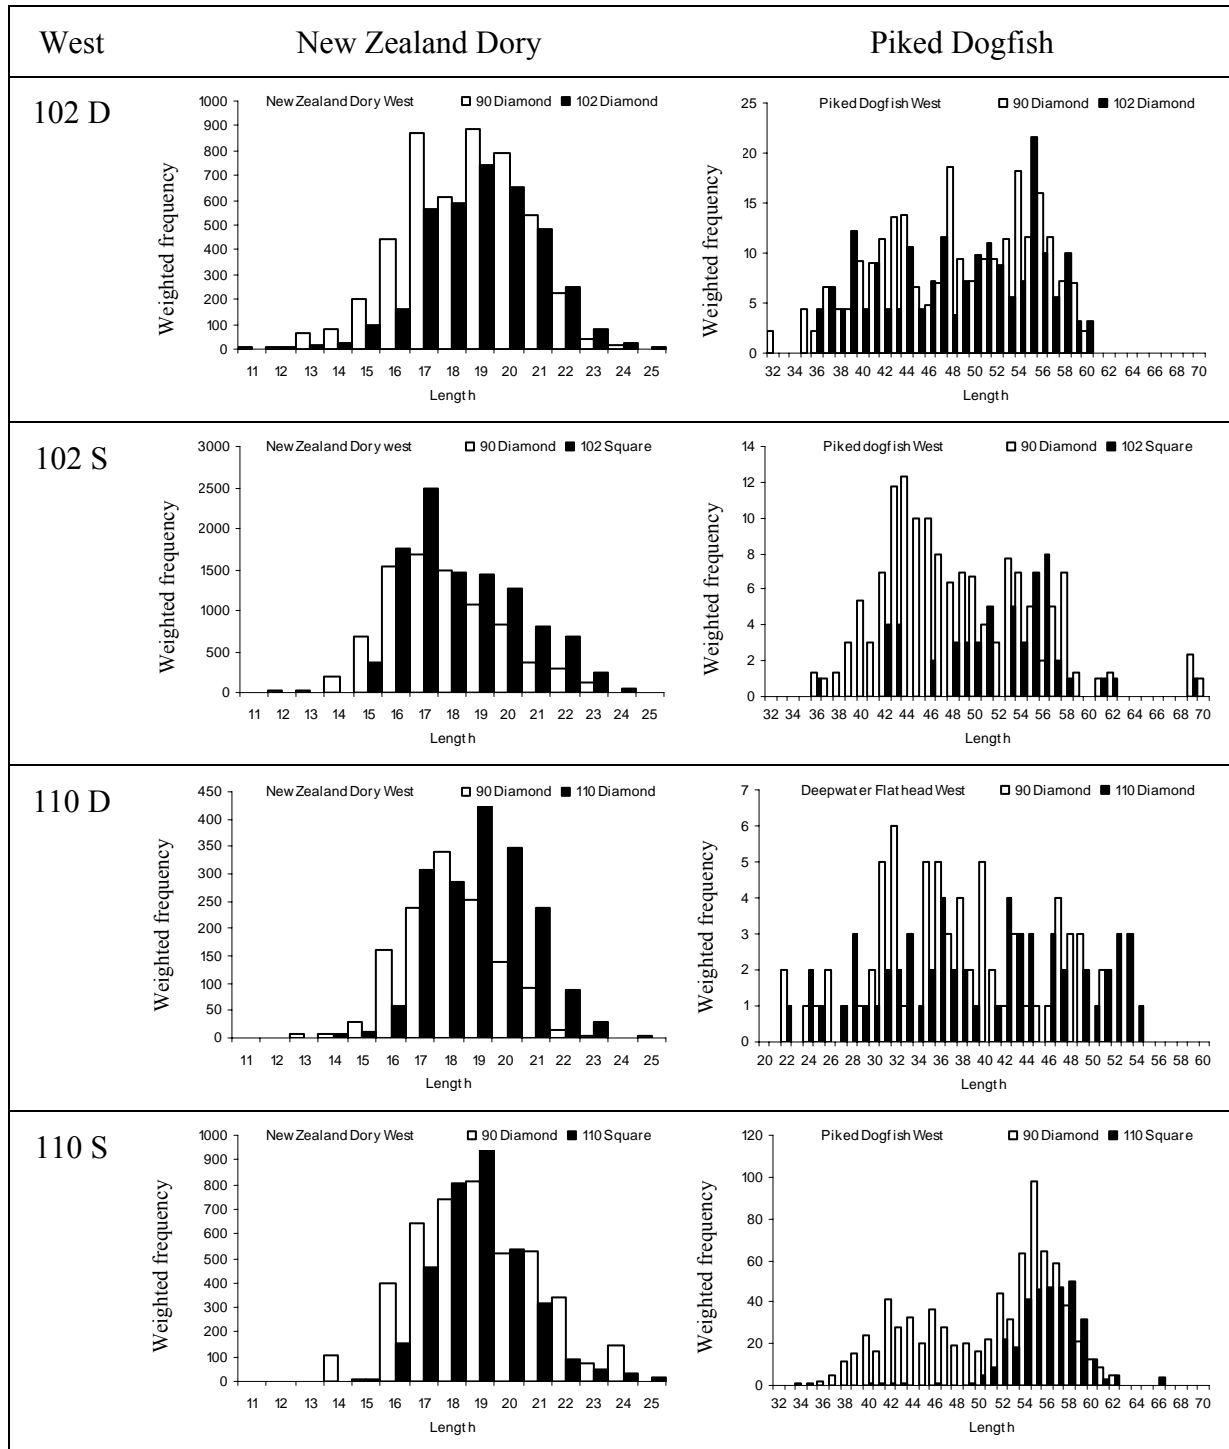 West New Zealand Dory Piked Dogfish
102 D
New Zealand Dory West 90 Diamond 102 Diamond
Weighted frequency
1000
900
800
700
600
500
400
300
200
100
0
11 12 13 14 15 16 17 18 19 20 21 22 23 24 25
Length
Piked Dogfish West 90 Diamond 102 Diamond
Weighted frequency
25
20
15
10
5
0
32 34 36 38 40 42 44 46 48 50 52 54 56 58 60 62 64 66 68 70
Length
102 S
New Zealand Dory west 90 Diamond 102 Square
Weighted frequency
3000
2500
2000
1500
1000
500
0
11 12 13 14 15 16 17 18 19 20 21 22 23 24 25
Length
Piked dogfish West 90 Diamond 102 Square
Weighted frequency
14
12
10
8
6
4
2
0
32 34 36 38 40 42 44 46 48 50 52 54 56 58 60 62 64 66 68 70
Length
110 D
New Zealand Dory West 90 Diamond 110 Diamond
Weighted frequency
450
400
350
300
250
200
150
100
50
0
11 12 13 14 15 16 17 18 19 20 21 22 23 24 25
Length
Deepwater Flathead West 90 Diamond 110 Diamond
Weighted frequency
7
6
5
4
3
2
1
0
20 22 24 26 28 30 32 34 36 38 40 42 44 46 48 50 52 54 56 58 60
Length
110 S
New Zealand Dory West 90 Diamond 110 Square
Weighted frequency
1000
900
800
700
600
500
400
300
200
100
0
11 12 13 14 15 16 17 18 19 20 21 22 23 24 25
Length
Piked Dogfish West 90 Diamond 110 Square
Weighted frequency
120
100
80
60
40
20
0
32 34 36 38 40 42 44 46 48 50 52 54 56 58 60 62 64 66 68 70
Length